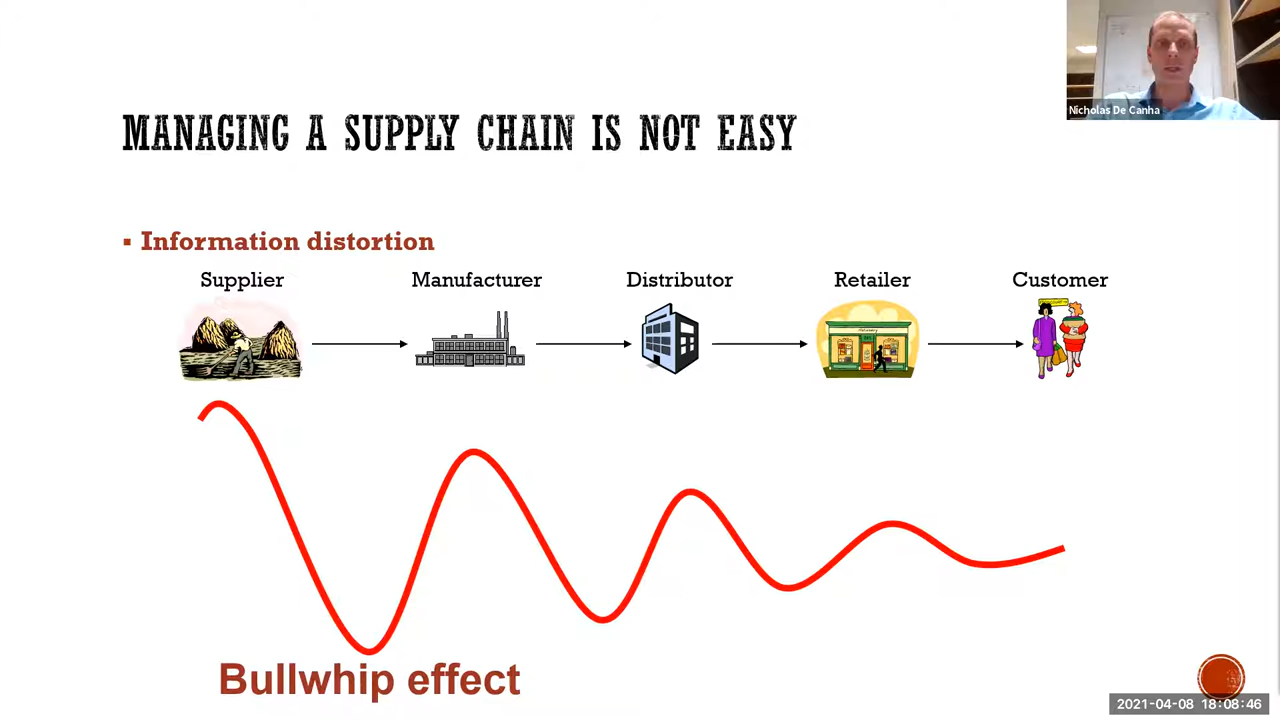 Nicholas De Canha
MANAGING A SUPPLY CHAIN IS NOT EASY
Information distortion
Supplier Manufacturer Distributor Retailer Customer
Bullwhip effect
2021-04-08 18:08:46